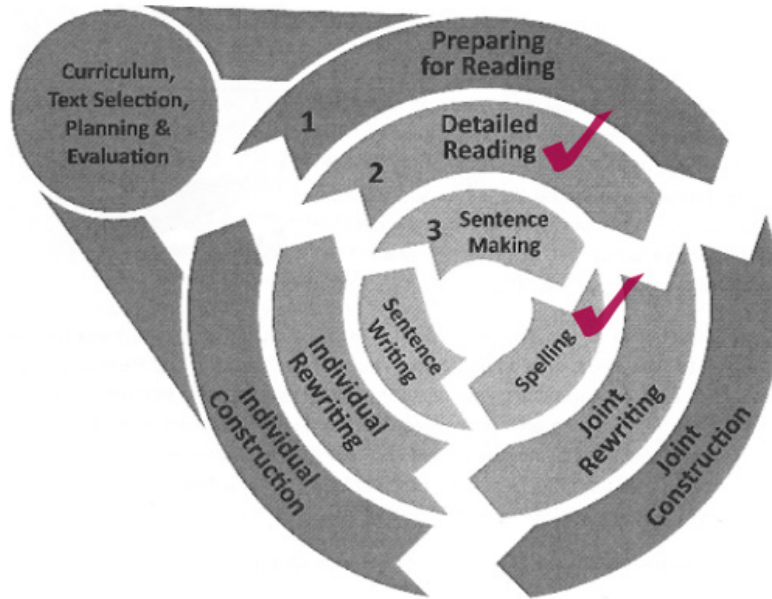 Curriculum,
Text Selection,
Planning &
Evaluation
Preparing
for Reading
1
Detailed
Reading
2
3
Sentence
Making
Spelling
Sentence
Writing
Joint
Rewriting
Individual
Rewriting
Joint
Construction
Individual
Construction